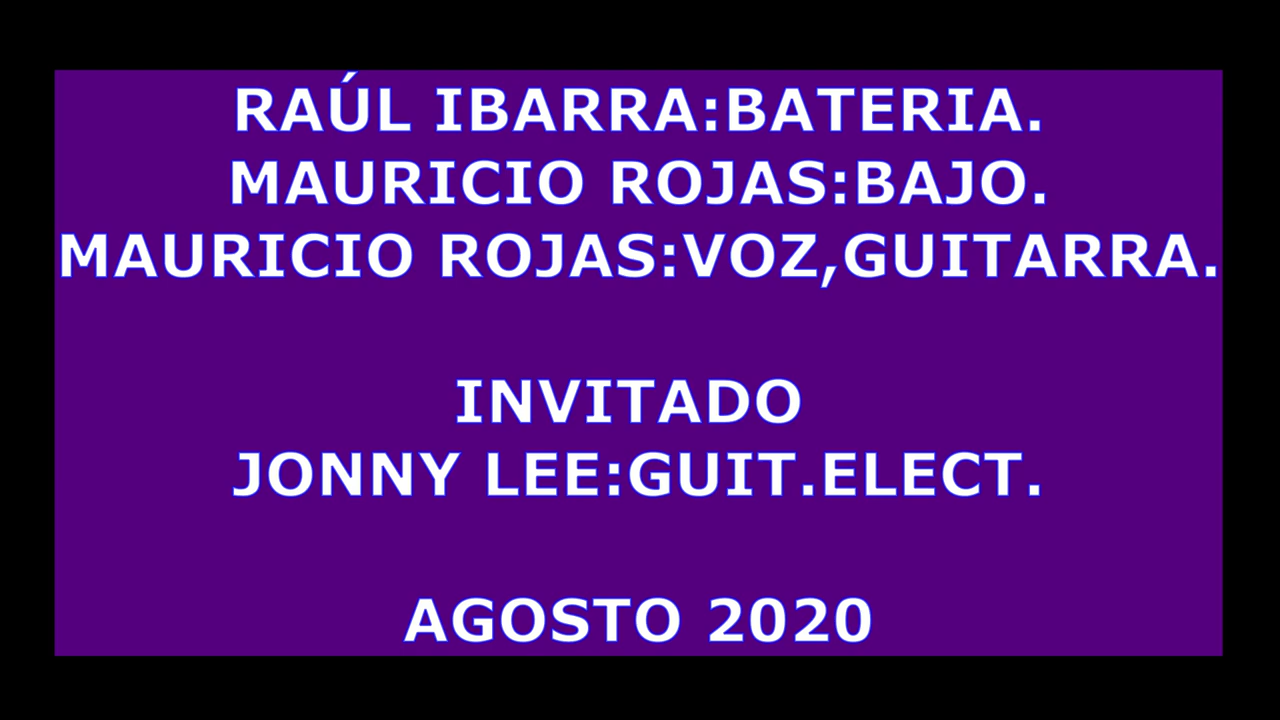 RAÚL IBARRA:BATERIA.
MAURICIO ROJAS:BAJO.
MAURICIO ROJAS:VOZ,GUITARRA.
INVITADO
JONNY LEE:GUIT.ELECT.
AGOSTO 2020